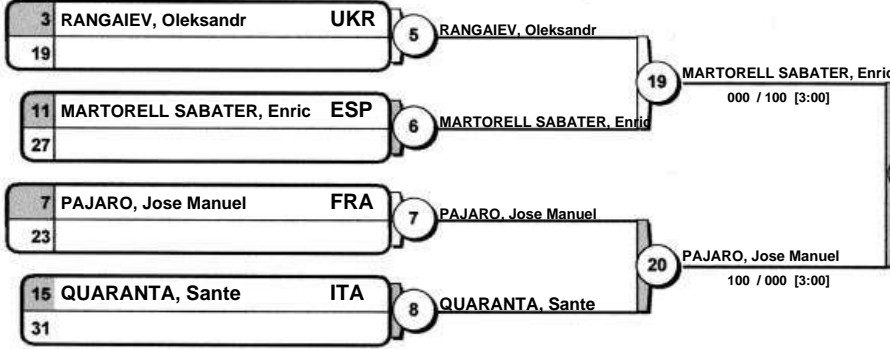 3 RANGAIEV, Oleksandr UKR
19
5
RANGAIEV, Oleksandr
11 MARTORELL SABATER, Enric ESP
27
6
MARTORELL SABATER, Enric
19
MARTORELL SABATER, Enric
000 / 100 [3:00]
7 PAJARO, Jose Manuel FRA
23
7
PAJARO, Jose Manuel
15 QUARANTA, Sante ITA
31
8
QUARANTA, Sante
20
PAJARO, Jose Manuel
100 / 000 [3:00]